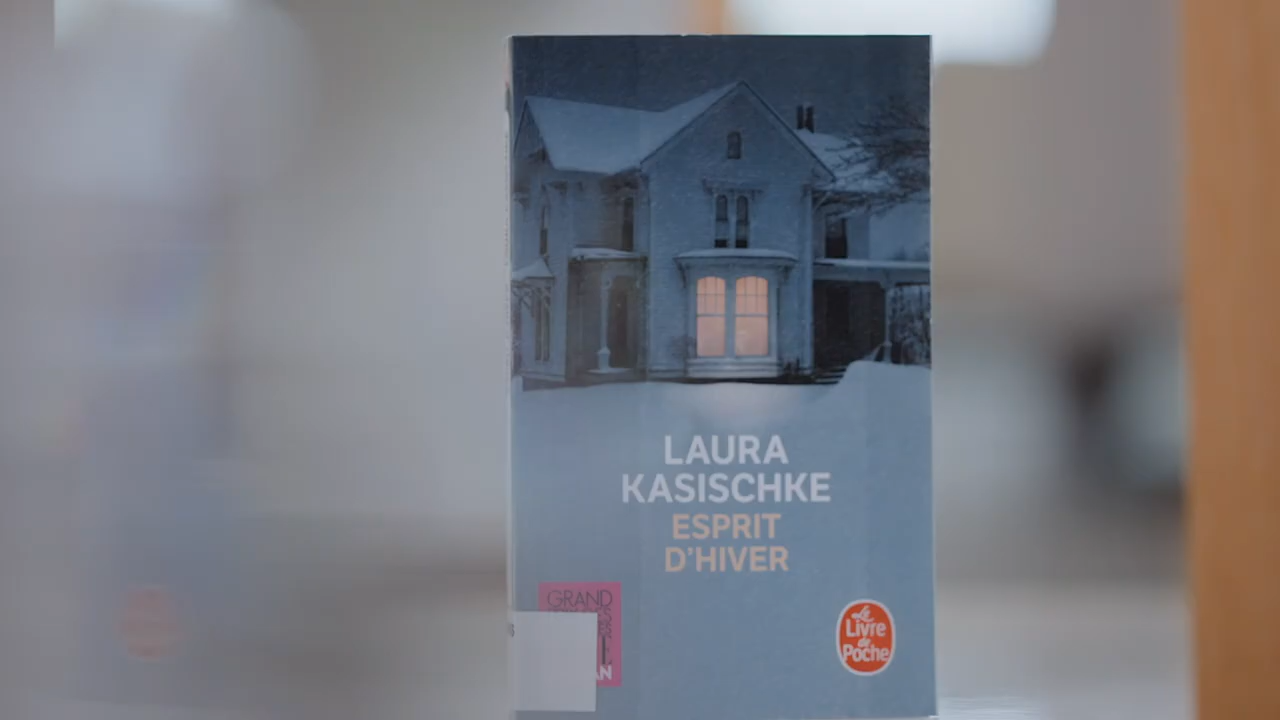 LAURA
KASISCHKE
ESPRIT
D'HIVER
GRAND
Le
Livre
de
Poche